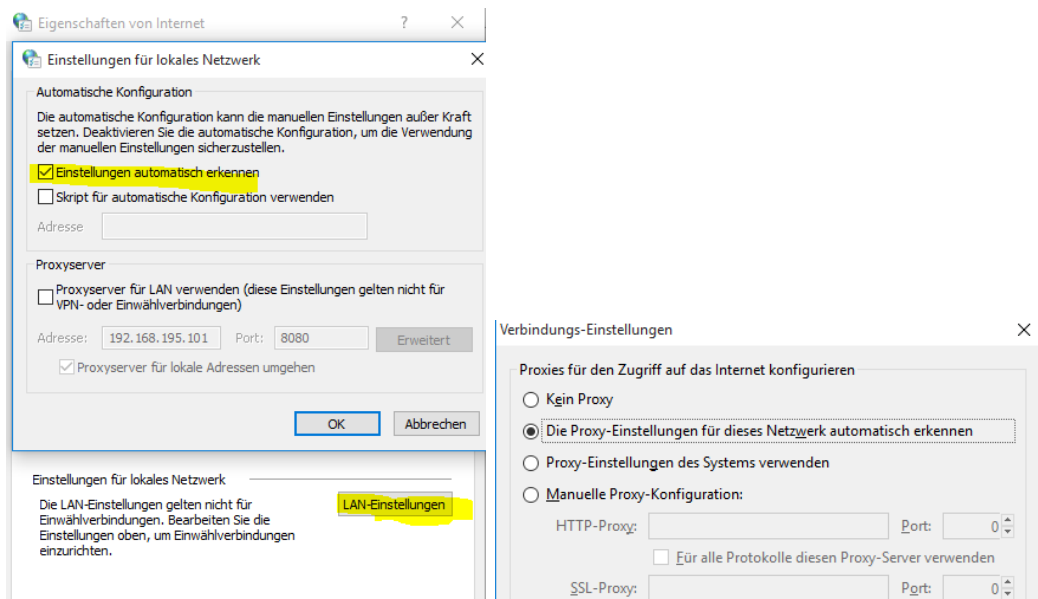 Eigenschaften von Internet
?
Einstellungen für lokales Netzwerk
Automatische Konfiguration
Die automatische Konfiguration kann die manuellen Einstellungen außer Kraft
setzen. Deaktivieren Sie die automatische Konfiguration, um die Verwendung
der manuellen Einstellungen sicherzustellen.
Einstellungen automatisch erkennen
Skript für automatische Konfiguration verwenden
Adresse
Proxyserver
Proxyserver für LAN verwenden (diese Einstellungen gelten nicht für
VPN- oder Einwählverbindungen)
Adresse: 192.168.195.101 Port: 8080 Erweitert
Proxyserver für lokale Adressen umgehen
OK Abbrechen
Einstellungen für lokales Netzwerk
Die LAN-Einstellungen gelten nicht für
Einwählverbindungen. Bearbeiten Sie die
Einstellungen oben, um Einwählverbindungen
einzurichten.
LAN-Einstellungen
Verbindungs-Einstellungen
Proxies für den Zugriff auf das Internet konfigurieren
Kein Proxy
Die Proxy-Einstellungen für dieses Netzwerk automatisch erkennen
Proxy-Einstellungen des Systems verwenden
Manuelle Proxy-Konfiguration:
HTTP-Proxy: Port: 0
Für alle Protokolle diesen Proxy-Server verwenden
SSL-Proxy: Port: 0